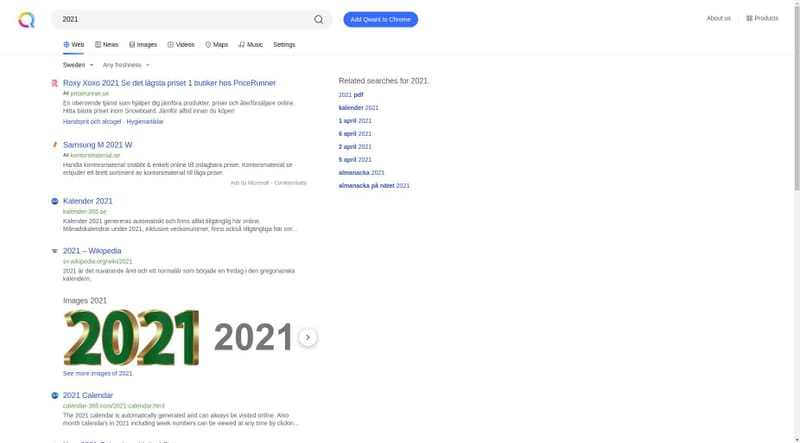 2021
Add Qwant to Chrome
About us
Products
Web
News
Images
Videos
Maps
Music
Settings
Sweden
Any freshness
Roxy Xoxo 2021 Se det lägsta priset 1 butiker hos PriceRunner
Ad pricerunner.se
En oberoende tjänst som hjälper dig jämföra produkter, priser och återförsäljare online.
Hitta bästa priset inom Snowboard. Jämför alltid innan du köper!
Handsprit och alcogel · Hygienartiklar
Samsung M 2021 W
Ad kontorsmaterial.se
Handla kontorsmaterial snabbt & enkelt online till oslagbara priser. Kontorsmaterial.se
erbjuder ett brett sortiment av kontorsmaterial till låga priser.
Ads by Microsoft - Confidentiality
Kalender 2021
kalender-365.se
Kalender 2021 genereras automatiskt och finns alltid tillgänglig här online.
Månadskalendrar under 2021, inklusive veckonummer, finns också tillgängliga här om...
2021 – Wikipedia
sv.wikipedia.org/wiki/2021
2021 är det nuvarande året och ett normalår som började en fredag i den gregorianska
kalendern.
Images 2021
2021
2021
See more images of 2021.
2021 Calendar
calendar-365.com/2021-calendar.html
The 2021 calendar is automatically generated and can always be visited online. Also
month calendars in 2021 including week numbers can be viewed at any time by clickin...
Related searches for 2021.
2021 pdf
kalender 2021
1 april 2021
6 april 2021
2 april 2021
5 april 2021
almanacka 2021
almanacka på nätet 2021